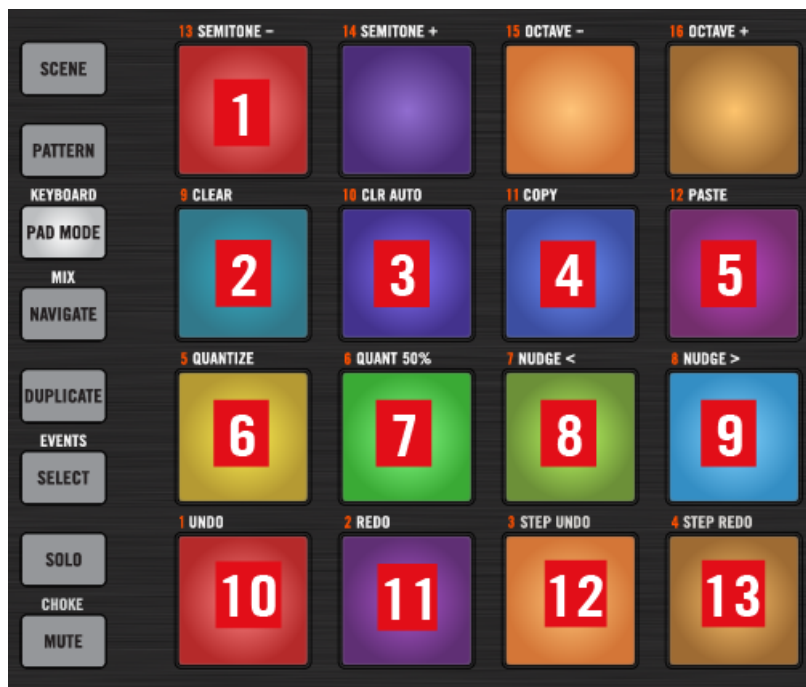 13 SEMITONE - 14 SEMITONE + 15 OCTAVE - 16 OCTAVE +
SCENE
1
PATTERN
KEYBOARD 9 CLEAR 10 CLR AUTO 11 COPY 12 PASTE
PAD MODE
2 3 4 5
MIX
NAVIGATE
5 QUANTIZE 6 QUANT 50% 7 NUDGE < 8 NUDGE >
DUPLICATE
6 7 8 9
EVENTS
SELECT
1 UNDO 2 REDO 3 STEP UNDO 4 STEP REDO
SOLO
10 11 12 13
CHOKE
MUTE